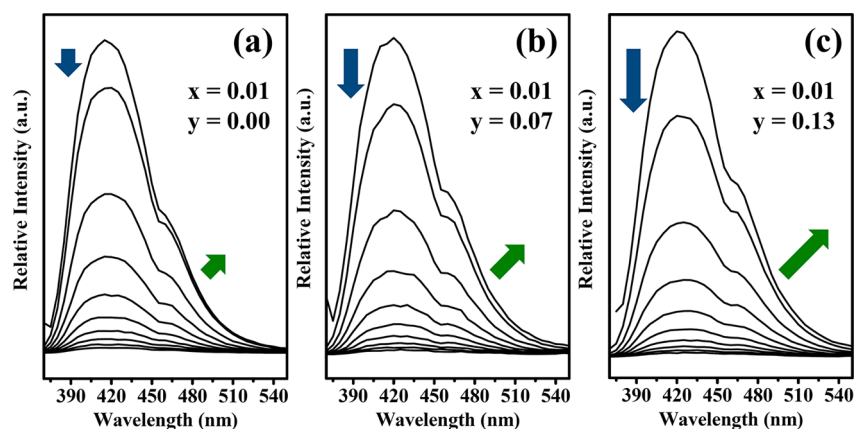 (a)
x = 0.01
y = 0.00
Relative Intensity (a.u.)
390 420 450 480 510 540
Wavelength (nm)
(b)
x = 0.01
y = 0.07
Relative Intensity (a.u.)
390 420 450 480 510 540
Wavelength (nm)
(c)
x = 0.01
y = 0.13
Relative Intensity (a.u.)
390 420 450 480 510 540
Wavelength (nm)